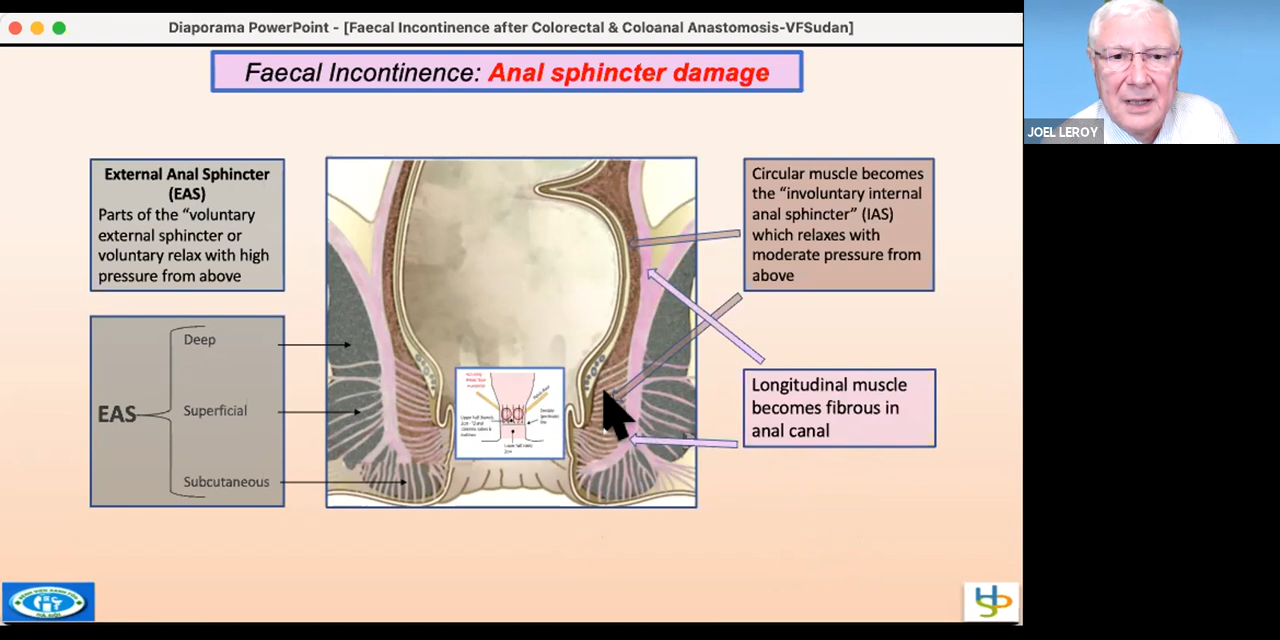 Diaporama PowerPoint - [Faecal Incontinence after Colorectal & Coloanal Anastomosis-VFSudan]
Faecal Incontinence: Anal sphincter damage
JOEL LEROY
External Anal Sphincter
(EAS)
Parts of the “voluntary
external sphincter or
voluntary relax with high
pressure from above
EAS
Deep
Superficial
Subcutaneous
Circular muscle becomes
the “involuntary internal
anal sphincter” (IAS)
which relaxes with
moderate pressure from
above
Longitudinal muscle
becomes fibrous in
anal canal